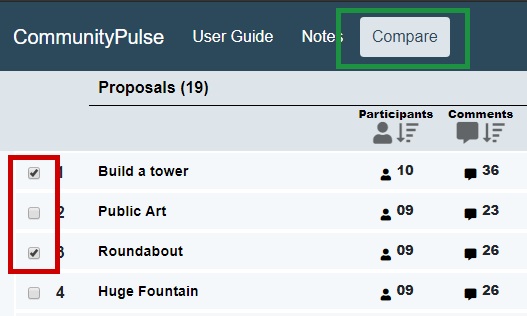 CommunityPulse User Guide Notes Compare
Proposals (19)
Participants Comments
1 Build a tower 10 36
2 Public Art 09 23
3 Roundabout 09 26
4 Huge Fountain 09 26